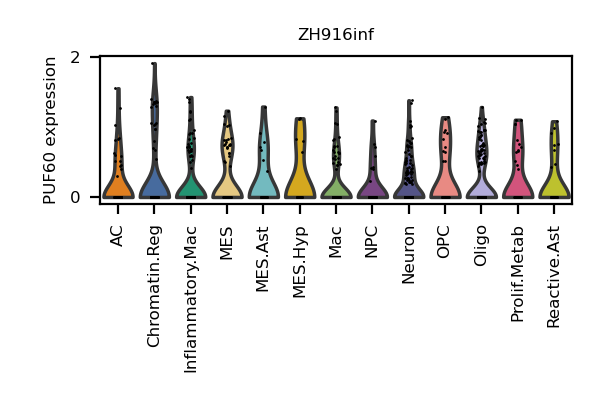 ZH916inf
PUF60 expression
2
0
AC
Chromatin.Reg
Inflammatory.Mac
MES
MES.Ast
MES.Hyp
Mac
NPC
Neuron
OPC
Oligo
Prolif.Metab
Reactive.Ast